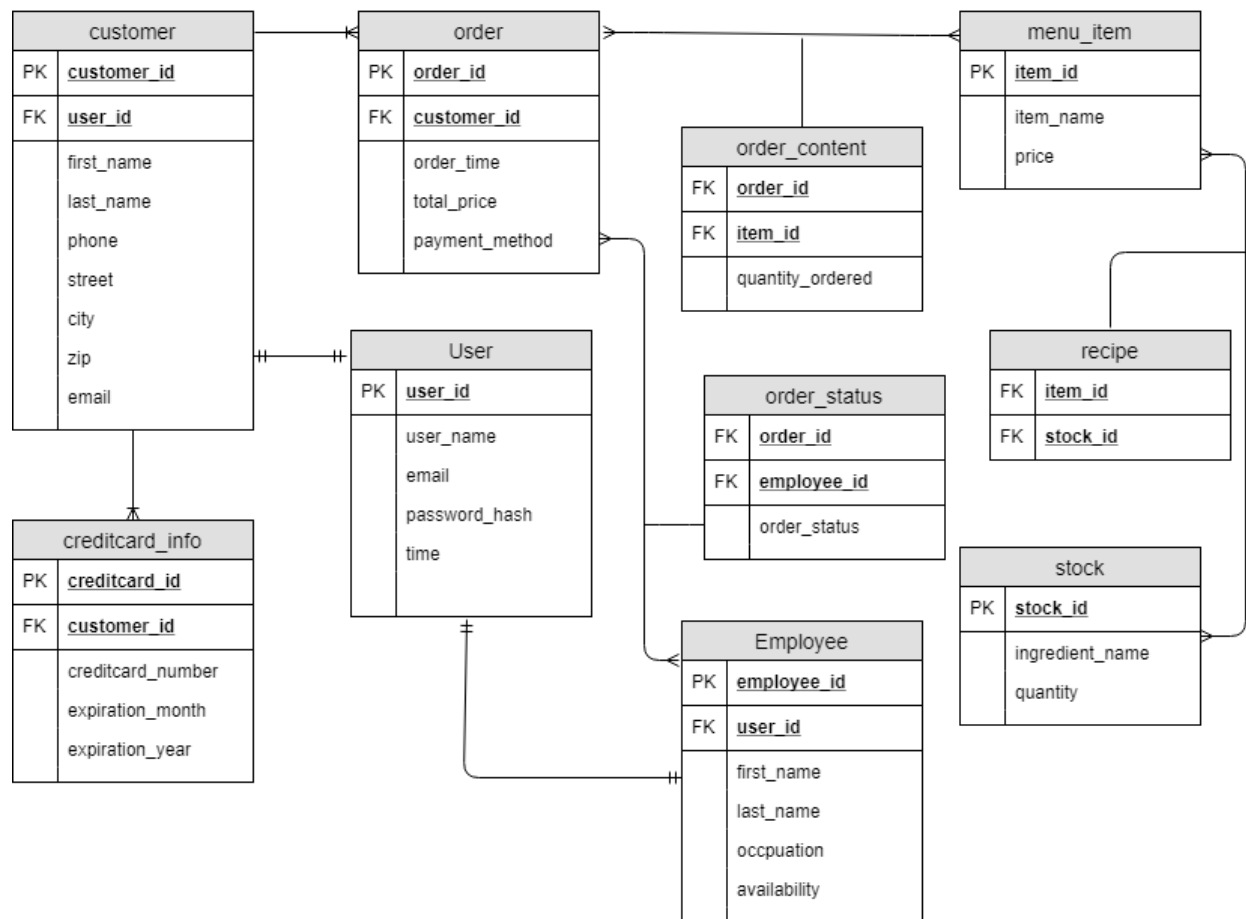 customer
PK customer_id
FK user_id
first_name
last_name
phone
street
city
zip
email
order
PK order_id
FK customer_id
order_time
total_price
payment_method
menu_item
PK item_id
item_name
price
order_content
FK order_id
FK item_id
quantity_ordered
User
PK user_id
user_name
email
password_hash
time
order_status
FK order_id
FK employee_id
order_status
recipe
FK item_id
FK stock_id
creditcard_info
PK creditcard_id
FK customer_id
creditcard_number
expiration_month
expiration_year
Employee
PK employee_id
FK user_id
first_name
last_name
occpuation
availability
stock
PK stock_id
ingredient_name
quantity